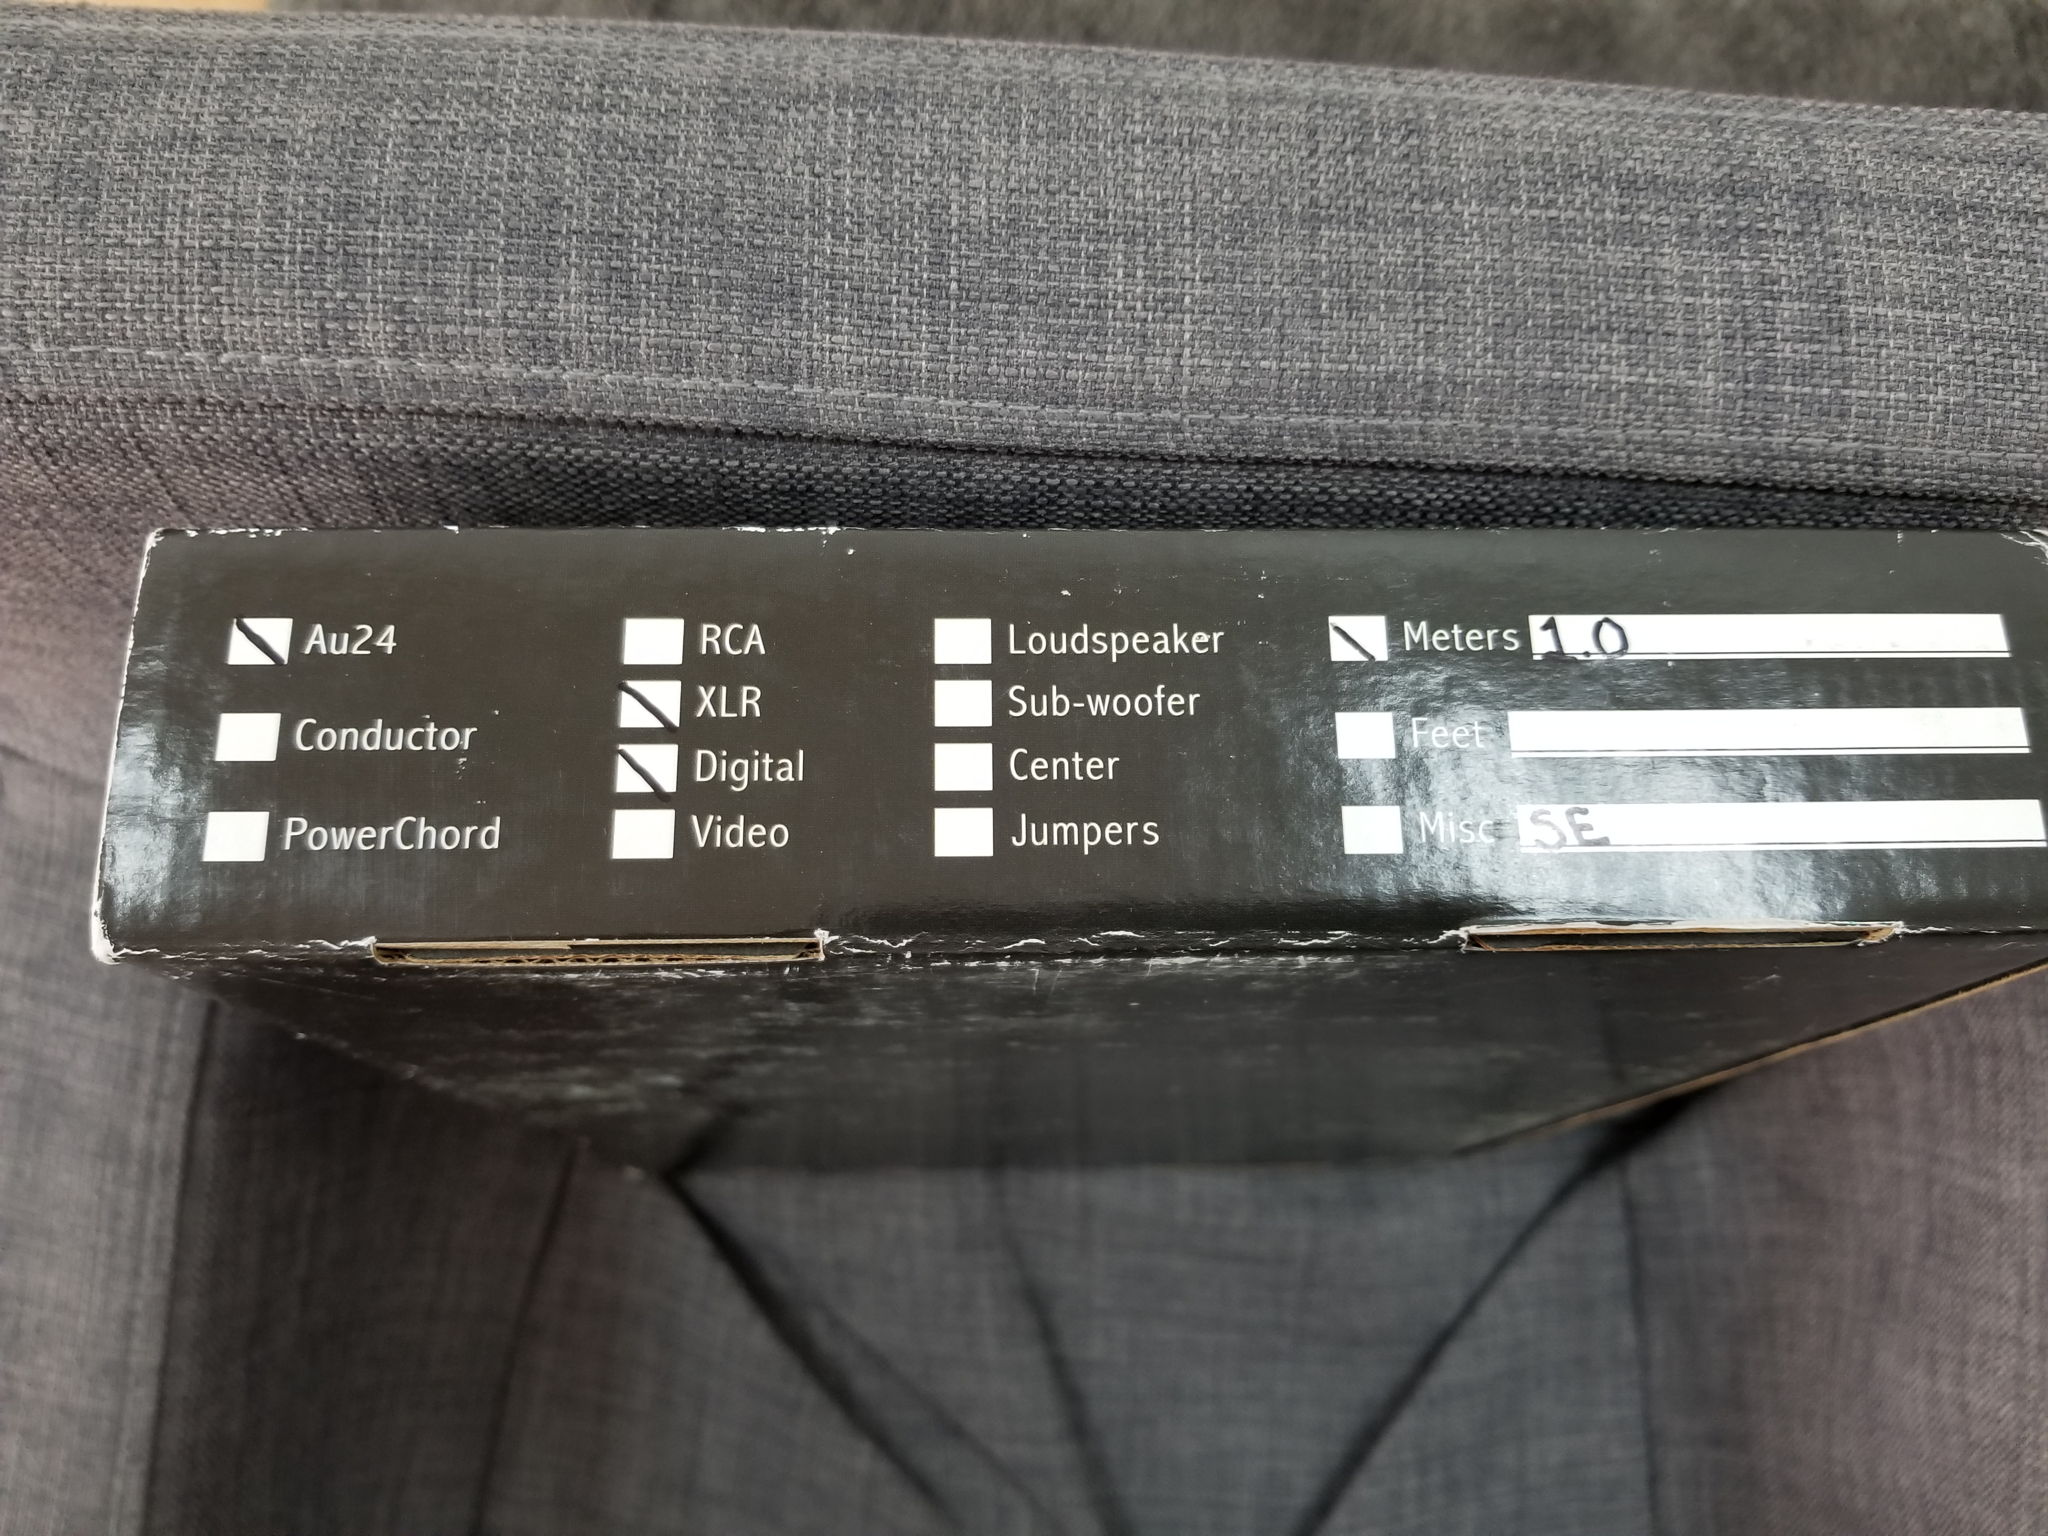 Au24
Conductor
PowerChord
RCA
XLR
Digital
Video
Loudspeaker
Sub-woofer
Center
Jumpers
Meters 1.0
Feet
Misc SE